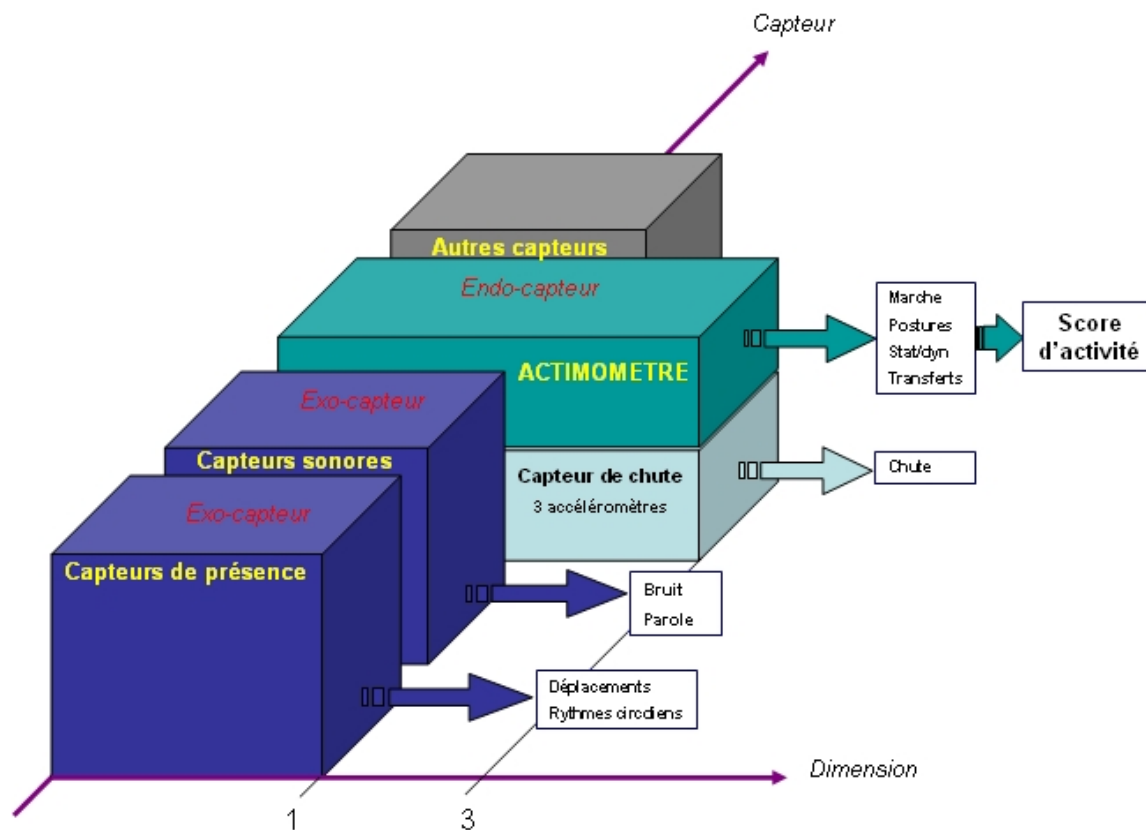 Capteur
Autres capteurs
Endo-capteur
ACTIMOMETRE
Marche
Postures
Stat/dyn
Transferts
Score
d'activité
Exo-capteur
Capteurs sonores
Capteur de chute
3 accéléromètres
Chute
Exo-capteur
Capteurs de présence
Bruit
Parole
Déplacements
Rythmes circdiens
Dimension
1
3